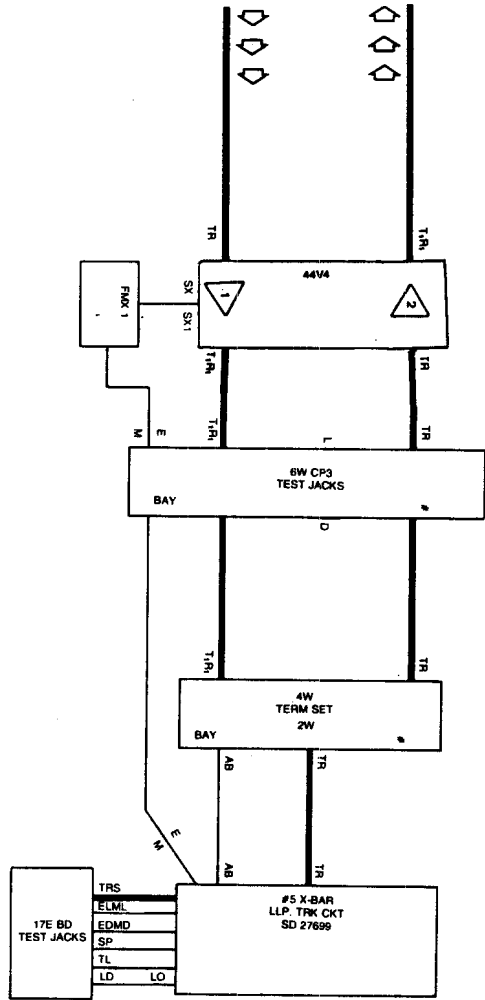 TR
T₁R₁
44V4
FMX 1
SX
SX1
1
2
T₁R₁
TR
E
M
T₁R₁
L
TR
6W CP3
TEST JACKS
BAY
#
D
T₁R₁
TR
4W
TERM SET
2W
BAY
#
AB
TR
E
M
AB
TR
#5 X-BAR
LLP. TRK CKT
SD 27699
17E BD
TEST JACKS
TRS
ELML
EDMD
SP
TL
LD
LO